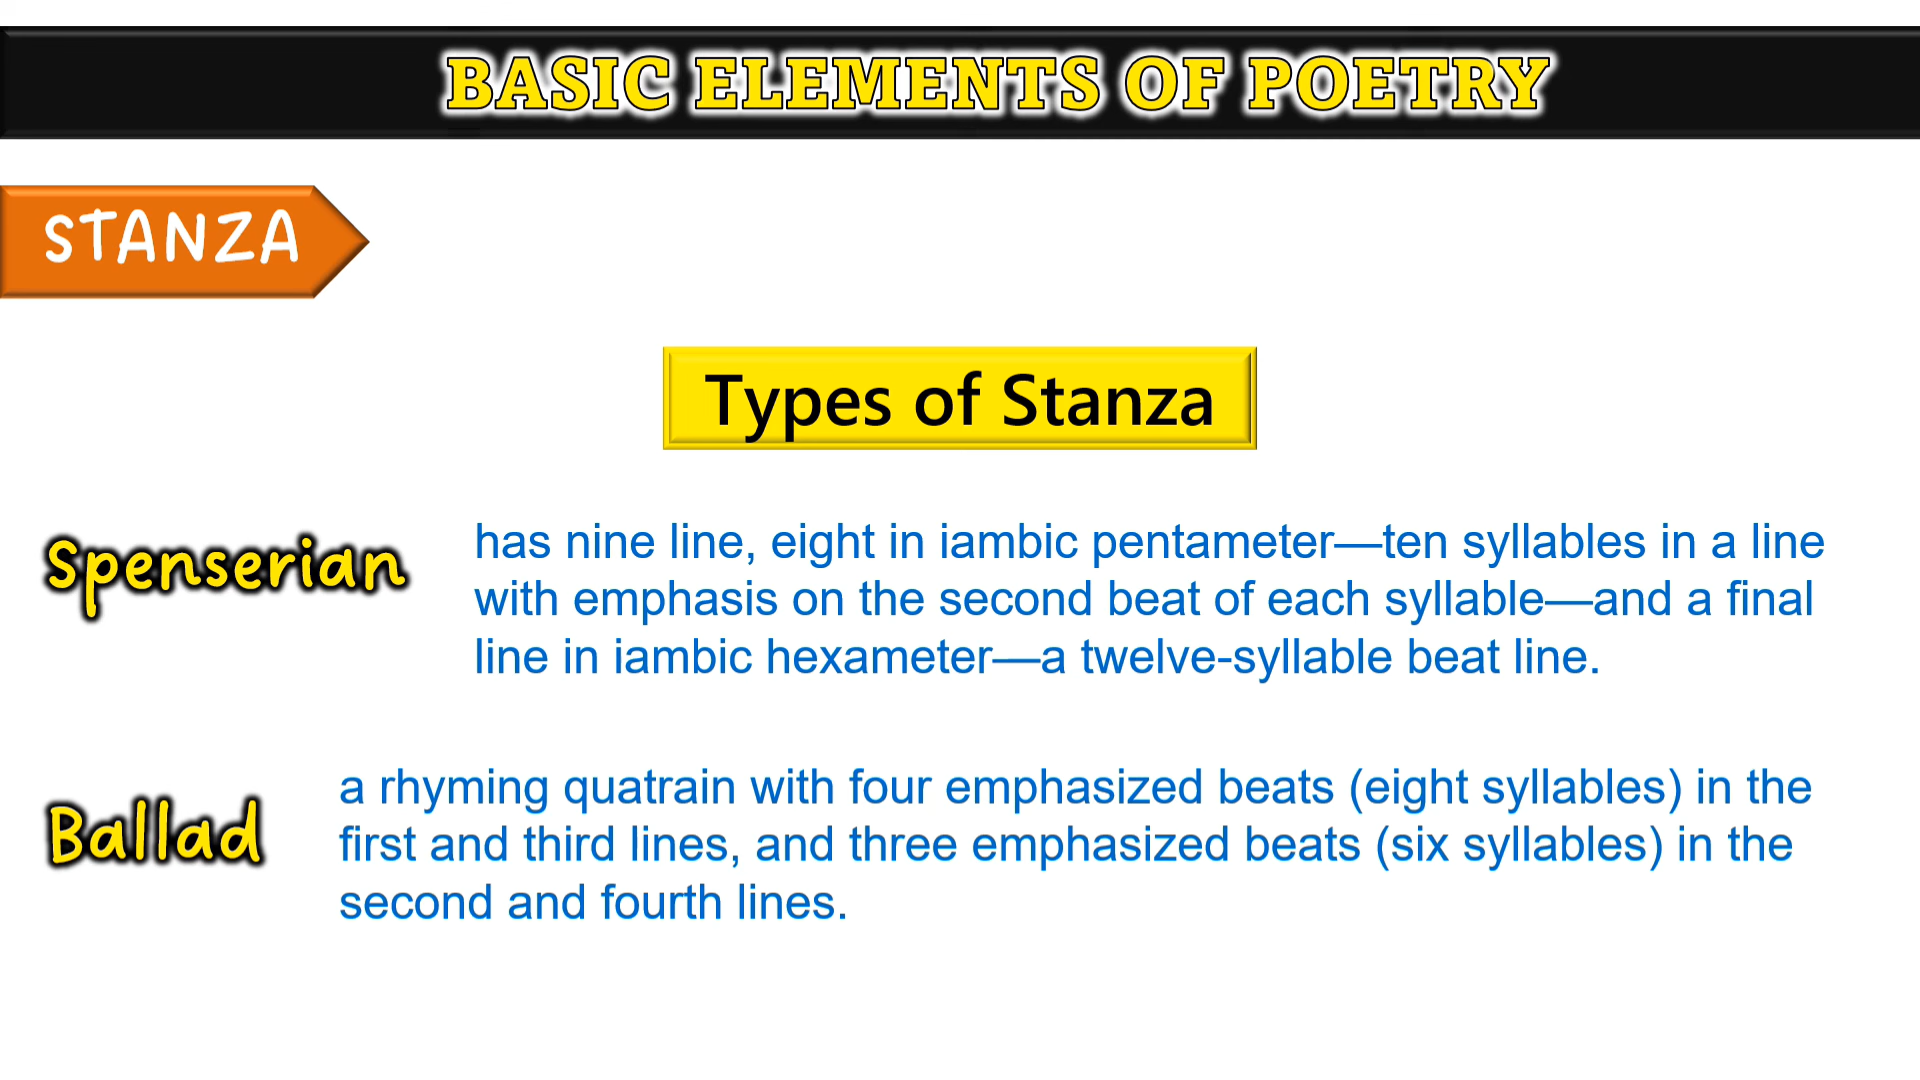 BASIC ELEMENTS OF POETRY
STANZA
Types of Stanza
Spenserian
has nine line, eight in iambic pentameter—ten syllables in a line
with emphasis on the second beat of each syllable—and a final
line in iambic hexameter—a twelve-syllable beat line.
Ballad
a rhyming quatrain with four emphasized beats (eight syllables) in the
first and third lines, and three emphasized beats (six syllables) in the
second and fourth lines.